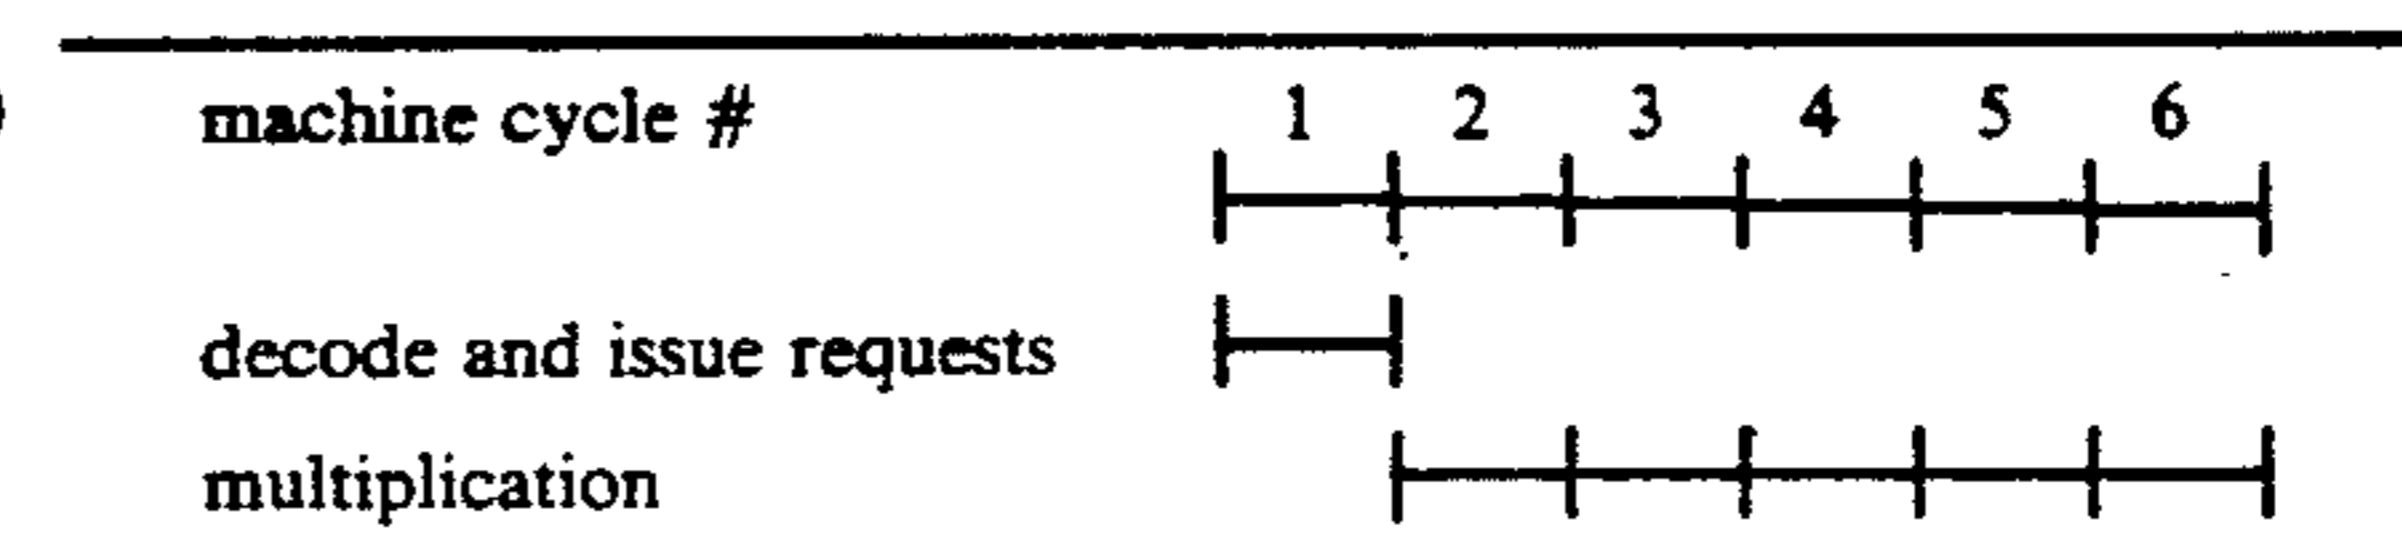 machine cycle # 1 2 3 4 5 6
decode and issue requests
multiplication